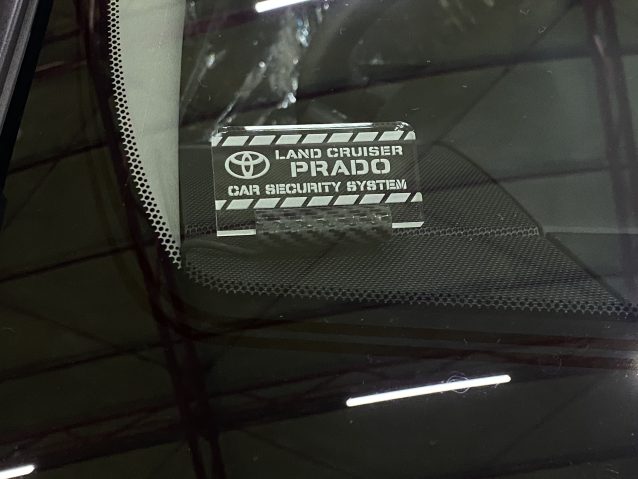 LAND CRUISER
PRADO
CAR SECURITY SYSTEM